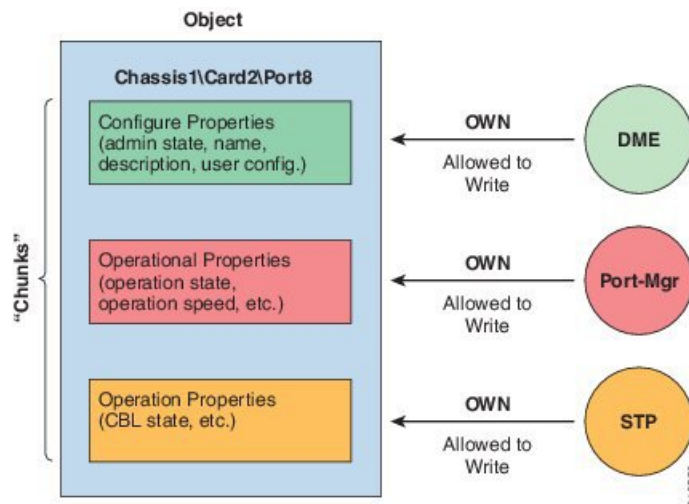 Object
Chassis1\Card2\Port8
"Chunks"
Configure Properties
(admin state, name,
description, user config.)
OWN
Allowed to
Write
DME
Operational Properties
(operation state,
operation speed, etc.)
OWN
Allowed to
Write
Port-Mgr
Operation Properties
(CBL state, etc.)
OWN
Allowed to
Write
STP